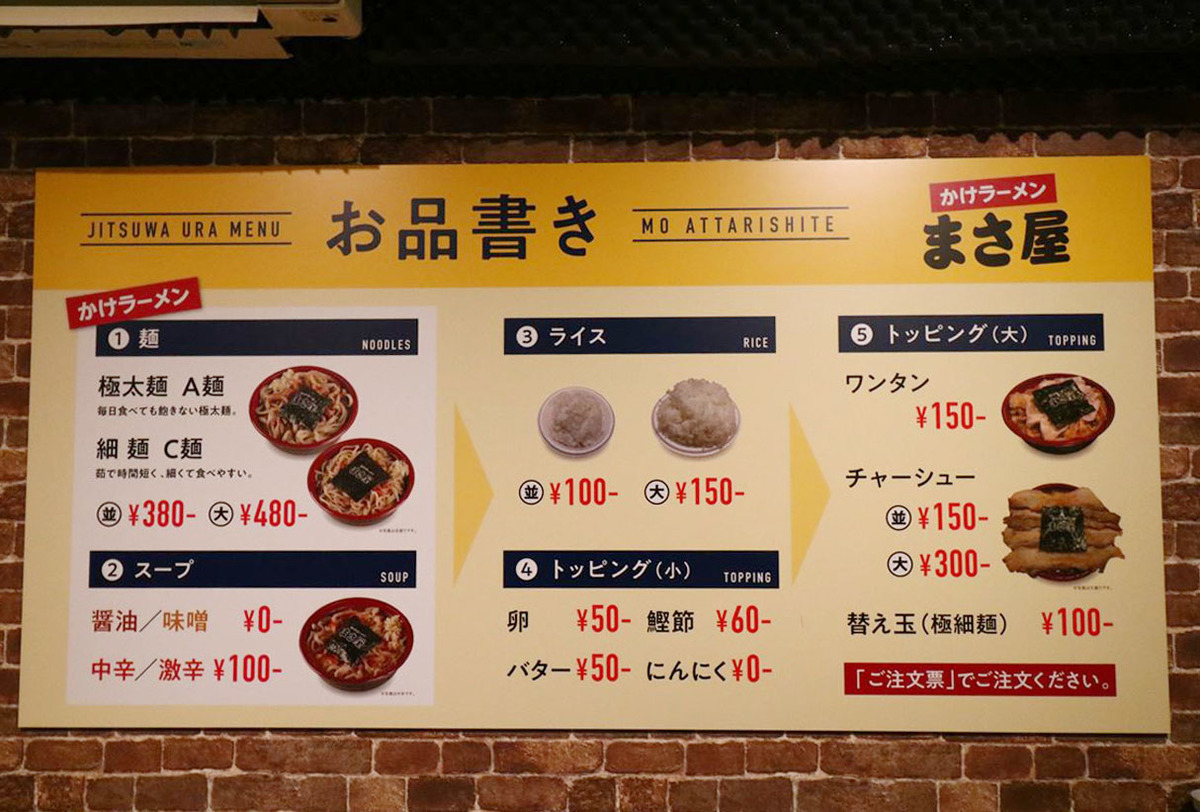 JITSUWA URA MENU
お品書き
MO ATTARISHITE
かけラーメン
まさ屋
かけラーメン
1 麺 NOODLES
極太麺 A麺
毎日食べても飽きない極太麺。
細麺 C麺
茹で時間短く、細くて食べやすい。
並 ¥380- 大 ¥480-
2 スープ SOUP
醤油／味噌 ¥0-
中辛／激辛 ¥100-
3 ライス RICE
並 ¥100- 大 ¥150-
4 トッピング（小） TOPPING
卵 ¥50- 鰹節 ¥60-
バター ¥50- にんにく ¥0-
5 トッピング（大） TOPPING
ワンタン
¥150-
チャーシュー
並 ¥150-
大 ¥300-
替え玉（極細麺） ¥100-
「ご注文票」でご注文ください。